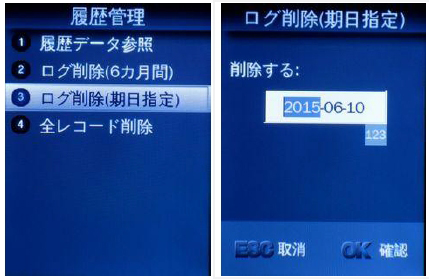 履歴管理
1 履歴データ参照
2 ログ削除(6カ月間)
3 ログ削除(期日指定)
4 全レコード削除
ログ削除(期日指定)
削除する:
2015-06-10
123
ESC 取消 OK 確認